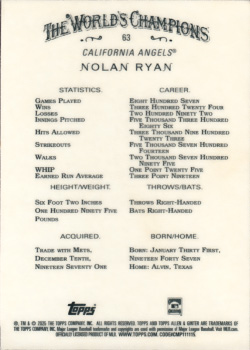 The World's Champions
63
CALIFORNIA ANGELS®
NOLAN RYAN
STATISTICS. CAREER.
Games Played Eight Hundred Seven
Wins Three Hundred Twenty Four
Losses Two Hundred Ninety Two
Innings Pitched Five Thousand Three Hundred
Eighty Six
Hits Allowed Three Thousand Nine Hundred
Twenty Three
Strikeouts Five Thousand Seven Hundred
Fourteen
Walks Two Thousand Seven Hundred
Ninety Five
WHIP One Point Twenty Five
Earned Run Average Three Point Nineteen
HEIGHT/WEIGHT. THROWS/BATS.
Six Foot Two Inches Throws Right-Handed
One Hundred Ninety Five Bats Right-Handed
Pounds
ACQUIRED. BORN/HOME.
Trade with Mets, Born: January Thirty First,
December Tenth, Nineteen Forty Seven
Nineteen Seventy One Home: Alvin, Texas
Topps